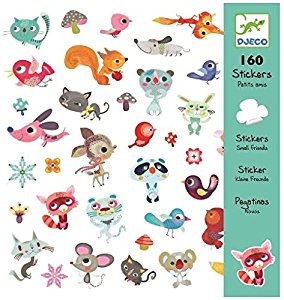 DJECO
160
Stickers
Petits amis
Stickers
Small friends
Sticker
Kleine Freunde
Pegatinas